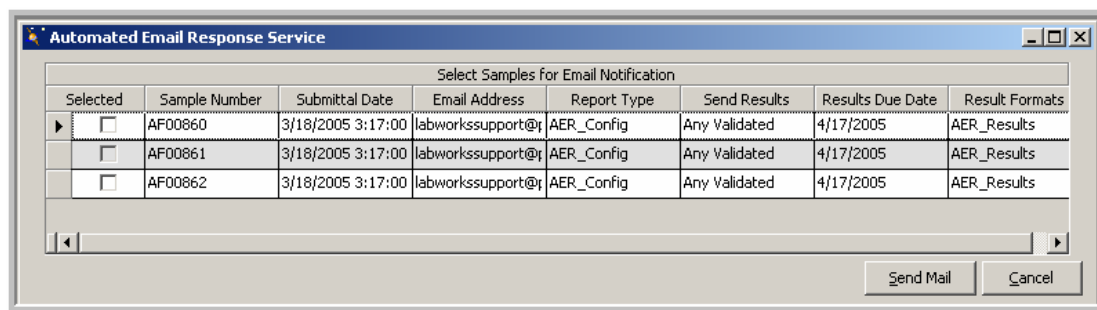 Automated Email Response Service
Select Samples for Email Notification
Selected Sample Number Submittal Date Email Address Report Type Send Results Results Due Date Result Formats
AF00860 3/18/2005 3:17:00 labworkssupport@ AER_Config Any Validated 4/17/2005 AER_Results
AF00861 3/18/2005 3:17:00 labworkssupport@ AER_Config Any Validated 4/17/2005 AER_Results
AF00862 3/18/2005 3:17:00 labworkssupport@ AER_Config Any Validated 4/17/2005 AER_Results
Send Mail Cancel